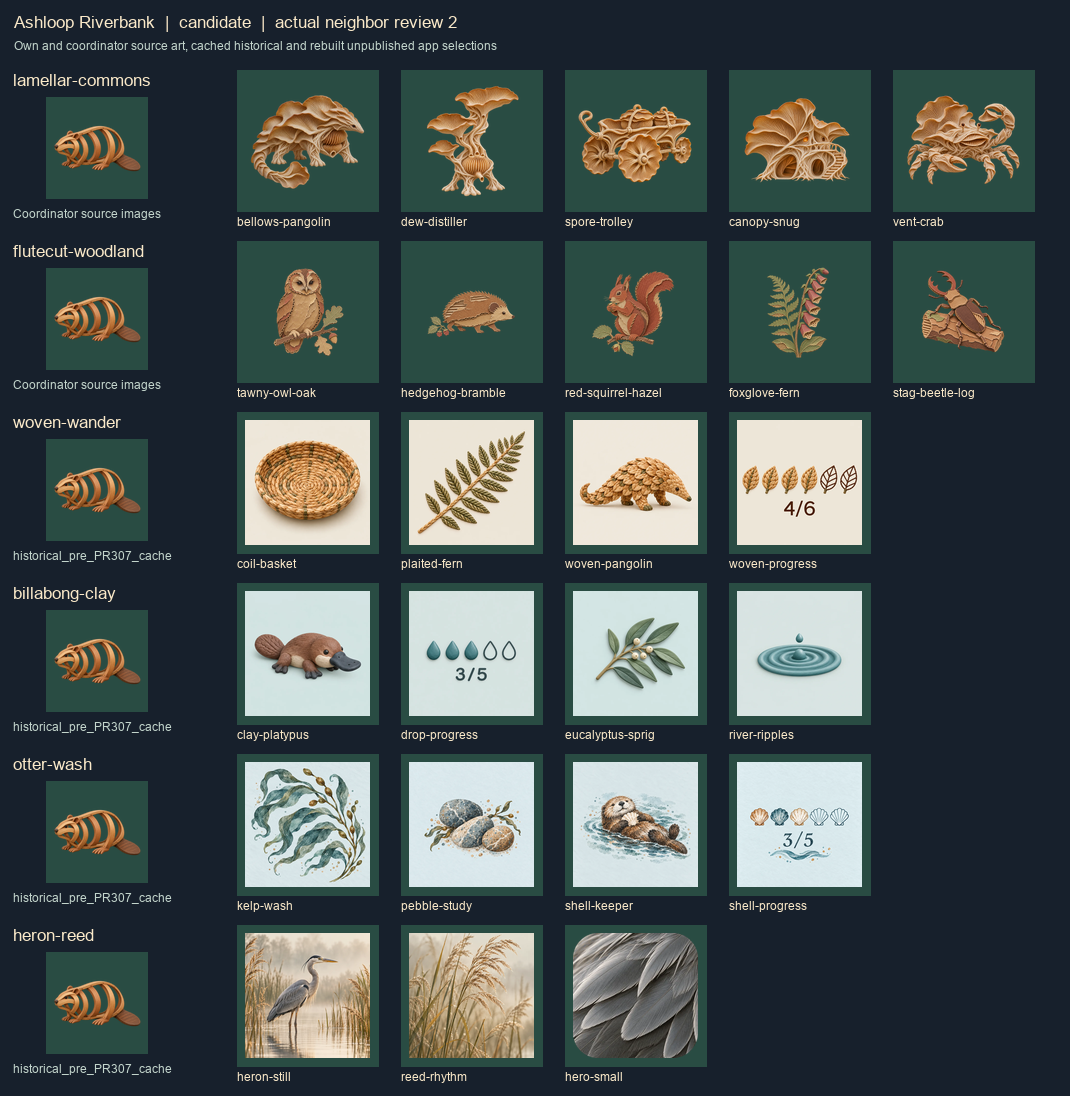 Ashloop Riverbank | candidate | actual neighbor review 2
Own and coordinator source art, cached historical and rebuilt unpublished app selections
lamellar-commons
Coordinator source images
bellows-pangolin
dew-distiller
spore-trolley
canopy-snug
vent-crab
flutecut-woodland
Coordinator source images
tawny-owl-oak
hedgehog-bramble
red-squirrel-hazel
foxglove-fern
stag-beetle-log
woven-wander
4/6
historical_pre_PR307_cache
coil-basket
plaited-fern
woven-pangolin
woven-progress
billabong-clay
3/5
historical_pre_PR307_cache
clay-platypus
drop-progress
eucalyptus-sprig
river-ripples
otter-wash
3/5
historical_pre_PR307_cache
kelp-wash
pebble-study
shell-keeper
shell-progress
heron-reed
historical_pre_PR307_cache
heron-still
reed-rhythm
hero-small